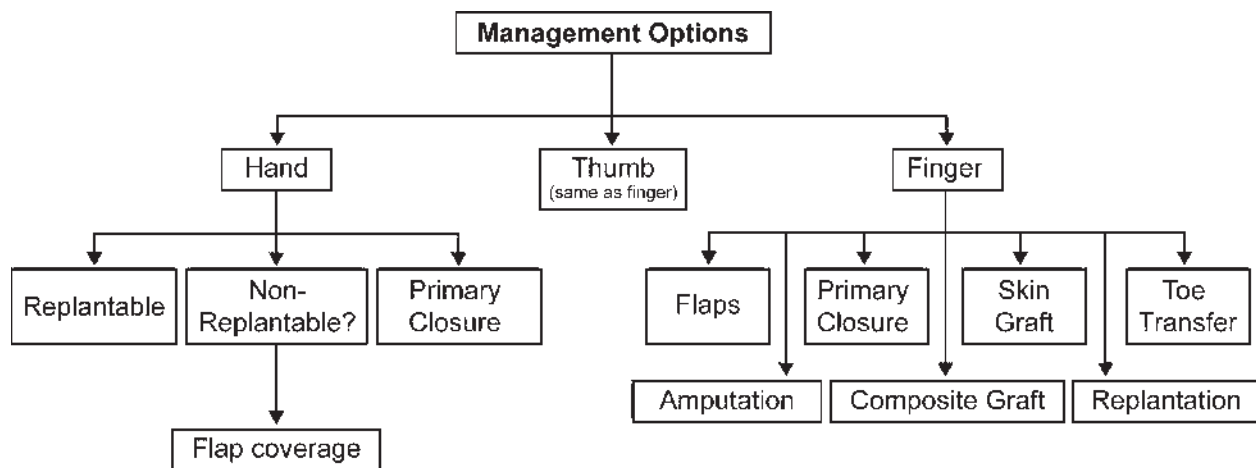 Management Options
Hand
Thumb
(same as finger)
Finger
Replantable
Non-
Replantable?
Primary
Closure
Flaps
Primary
Closure
Skin
Graft
Toe
Transfer
Amputation
Composite Graft
Replantation
Flap coverage